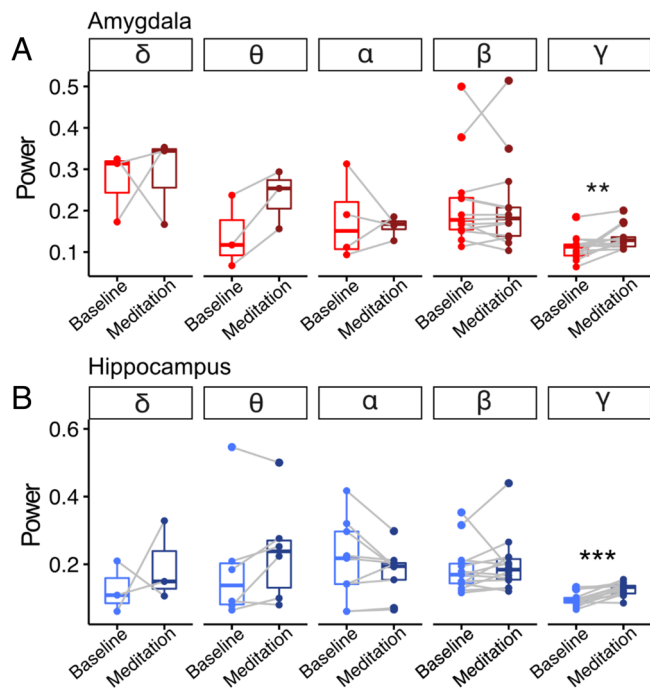 Amygdala
A
δ θ α β γ
0.5
0.4
0.3
0.2
0.1
Power
**
Baseline Meditation Baseline Meditation Baseline Meditation Baseline Meditation Baseline Meditation
Hippocampus
B
δ θ α β γ
0.6
0.4
0.2
Power
***
Baseline Meditation Baseline Meditation Baseline Meditation Baseline Meditation Baseline Meditation